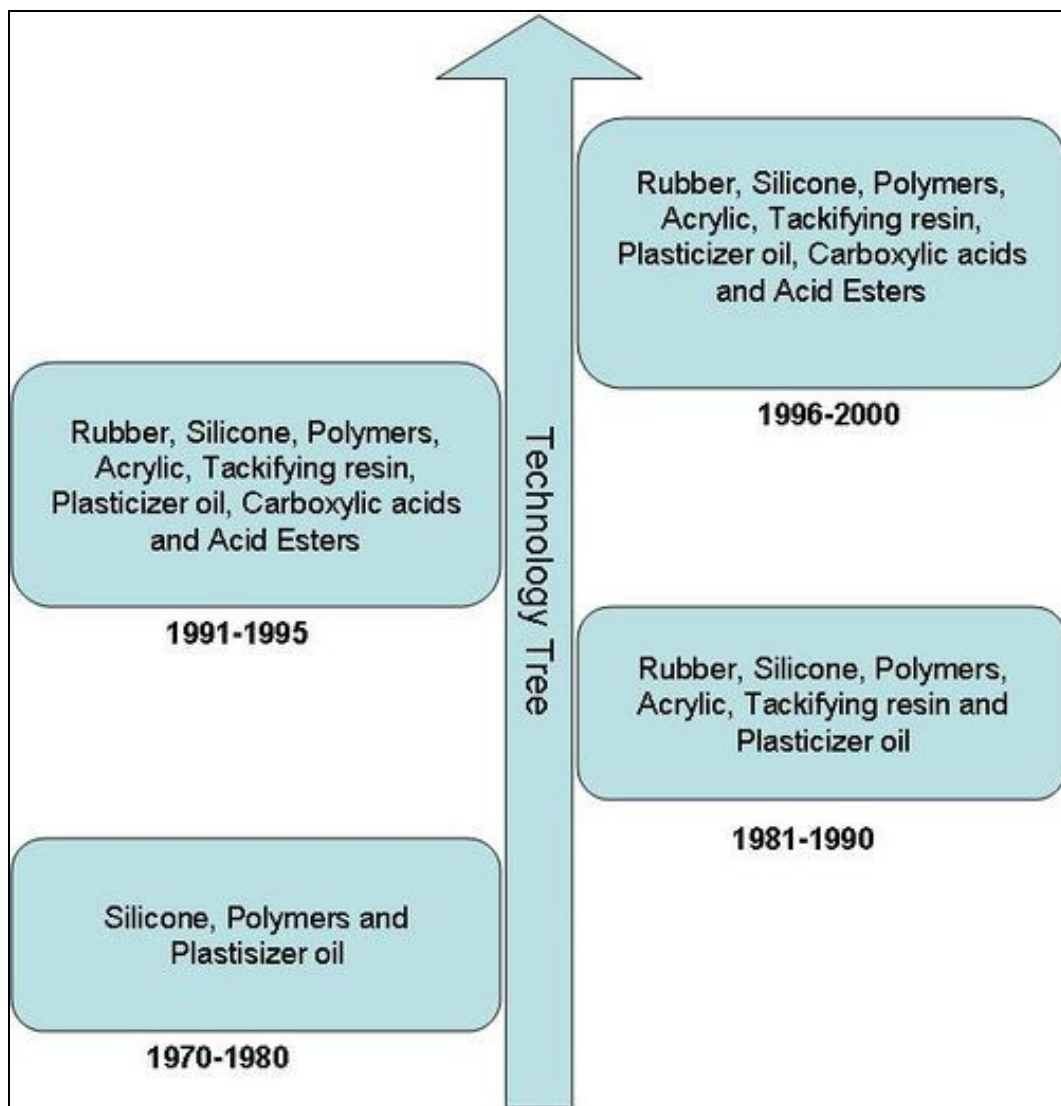 Rubber, Silicone, Polymers,
Acrylic, Tackifying resin,
Plasticizer oil, Carboxylic acids
and Acid Esters
1996-2000
Rubber, Silicone, Polymers,
Acrylic, Tackifying resin,
Plasticizer oil, Carboxylic acids
and Acid Esters
1991-1995
Technology Tree
Rubber, Silicone, Polymers,
Acrylic, Tackifying resin and
Plasticizer oil
1981-1990
Silicone, Polymers and
Plastisizer oil
1970-1980